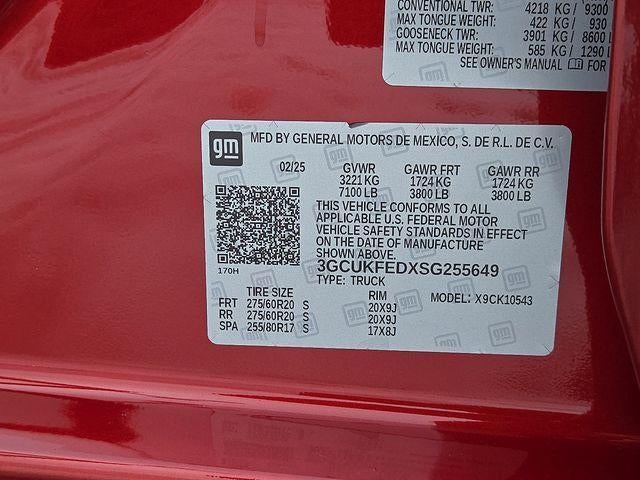 CONVENTIONAL TWR: 4218 KG/ 9300
MAX TONGUE WEIGHT: 422 KG/ 930
GOOSENECK TWR: 3901 KG/ 8600 L
MAX TONGUE WEIGHT: 585 KG/ 1290 L
SEE OWNER'S MANUAL FOR
gm MFD BY GENERAL MOTORS DE MEXICO, S. DE R.L. DE C.V.
02/25 GVWR GAWR FRT GAWR RR
3221 KG 1724 KG 1724 KG
7100 LB 3800 LB 3800 LB
THIS VEHICLE CONFORMS TO ALL
APPLICABLE U.S. FEDERAL MOTOR
VEHICLE SAFETY STANDARDS IN EFFECT
ON THE DATE OF MANUFACTURE
SHOWN ABOVE.
170H 3GCUKFEDXSG255649
TYPE: TRUCK
TIRE SIZE RIM MODEL: X9CK10543
FRT 275/60R20 S 20X9J
RR 275/60R20 S 20X9J
SPA 255/80R17 S 17X8J